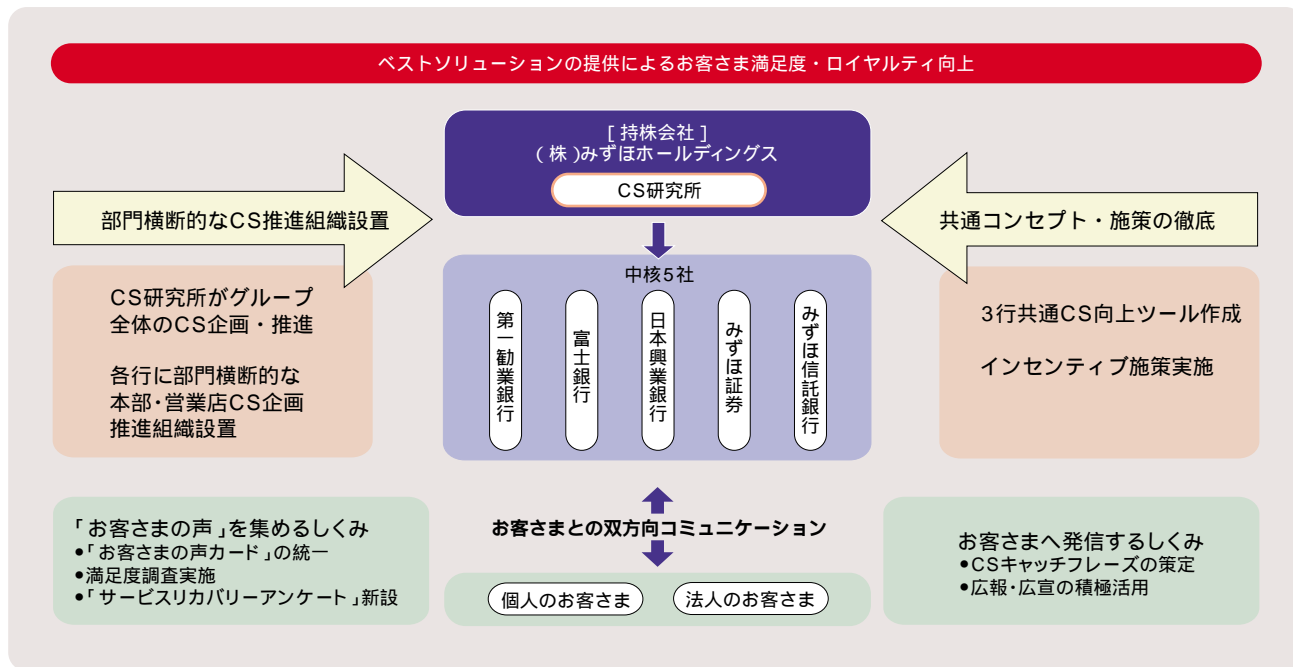 ベストソリューションの提供によるお客さま満足度・ロイヤルティ向上
[ 持株会社 ]
( 株 )みずほホールディングス
CS研究所
部門横断的なCS推進組織設置
共通コンセプト・施策の徹底
CS研究所がグループ
全体のCS企画・推進
各行に部門横断的な
本部・営業店CS企画
推進組織設置
中核5社
第一勧業銀行
富士銀行
日本興業銀行
みずほ証券
みずほ信託銀行
3行共通CS向上ツール作成
インセンティブ施策実施
「お客さまの声」を集めるしくみ
●「お客さまの声カード」の統一
●満足度調査実施
●「サービスリカバリーアンケート」新設
お客さまとの双方向コミュニケーション
個人のお客さま
法人のお客さま
お客さまへ発信するしくみ
●CSキャッチフレーズの策定
●広報・広宣の積極活用